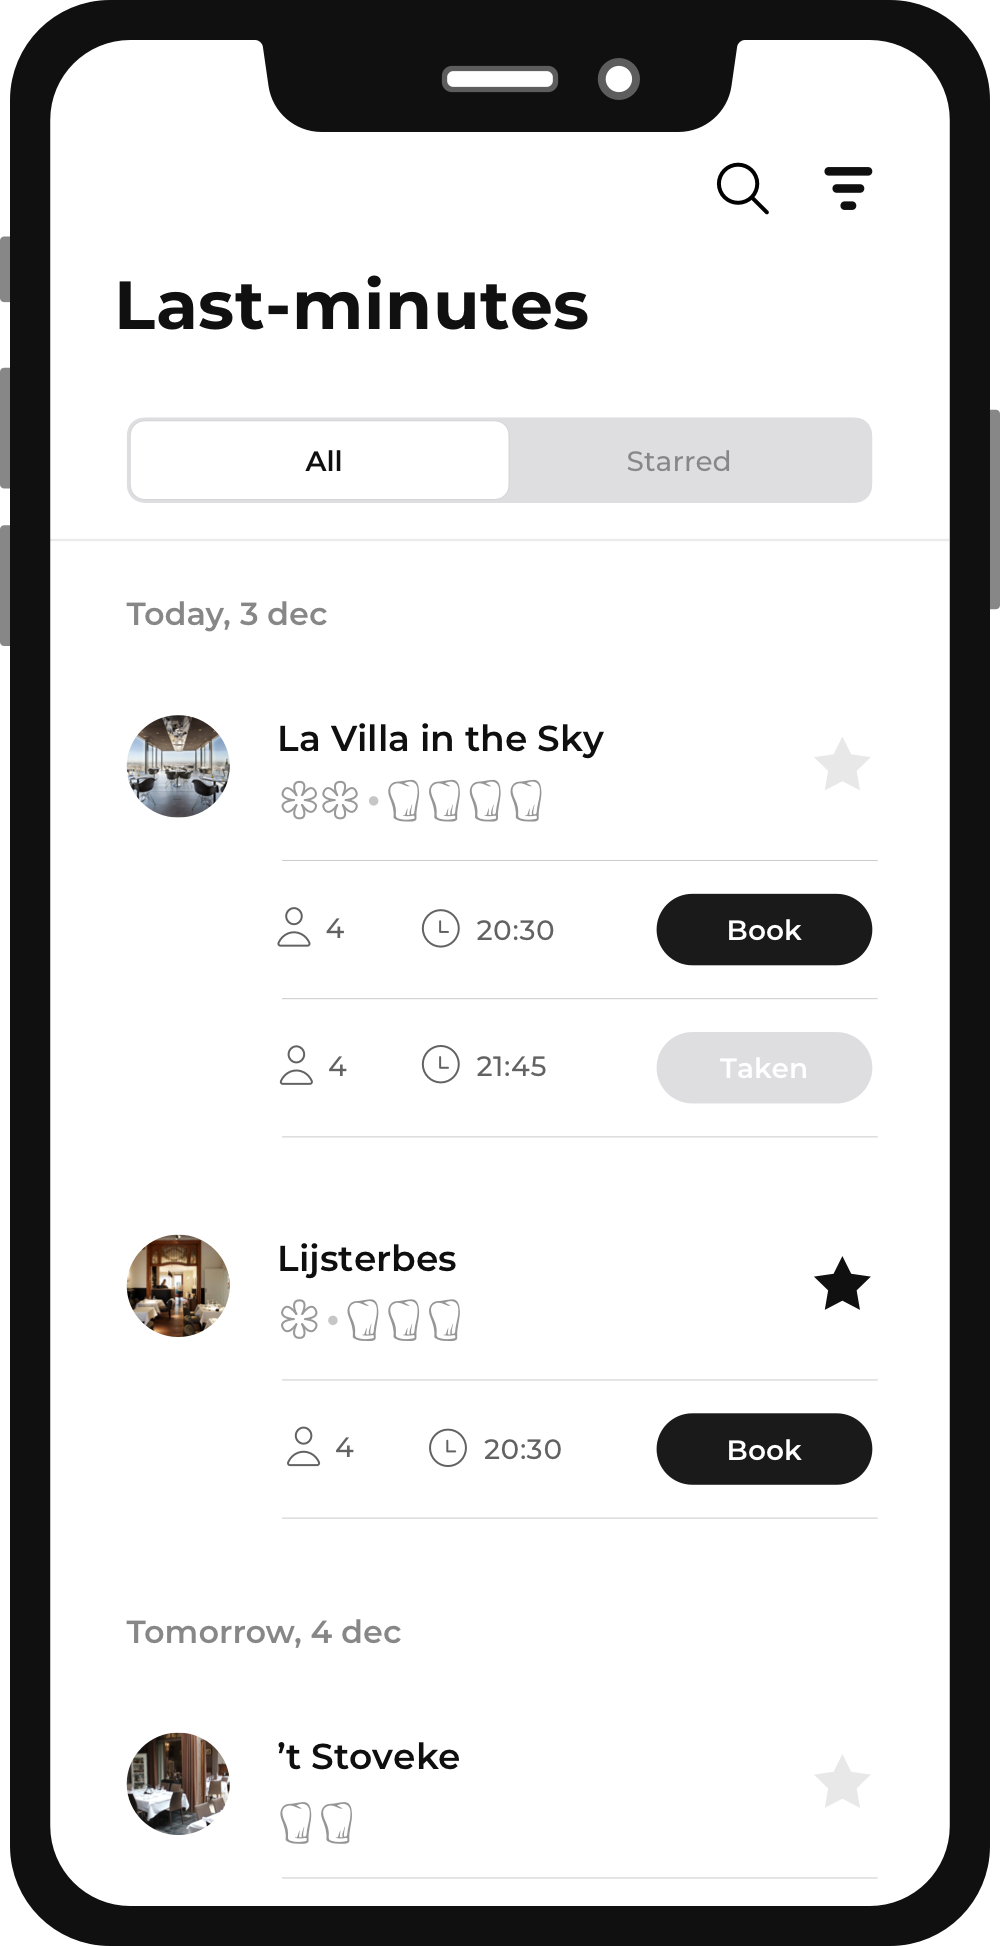 Last-minutes
All Starred
Today, 3 dec
La Villa in the Sky
4 20:30 Book
4 21:45 Taken
Lijsterbes
4 20:30 Book
Tomorrow, 4 dec
’t Stoveke